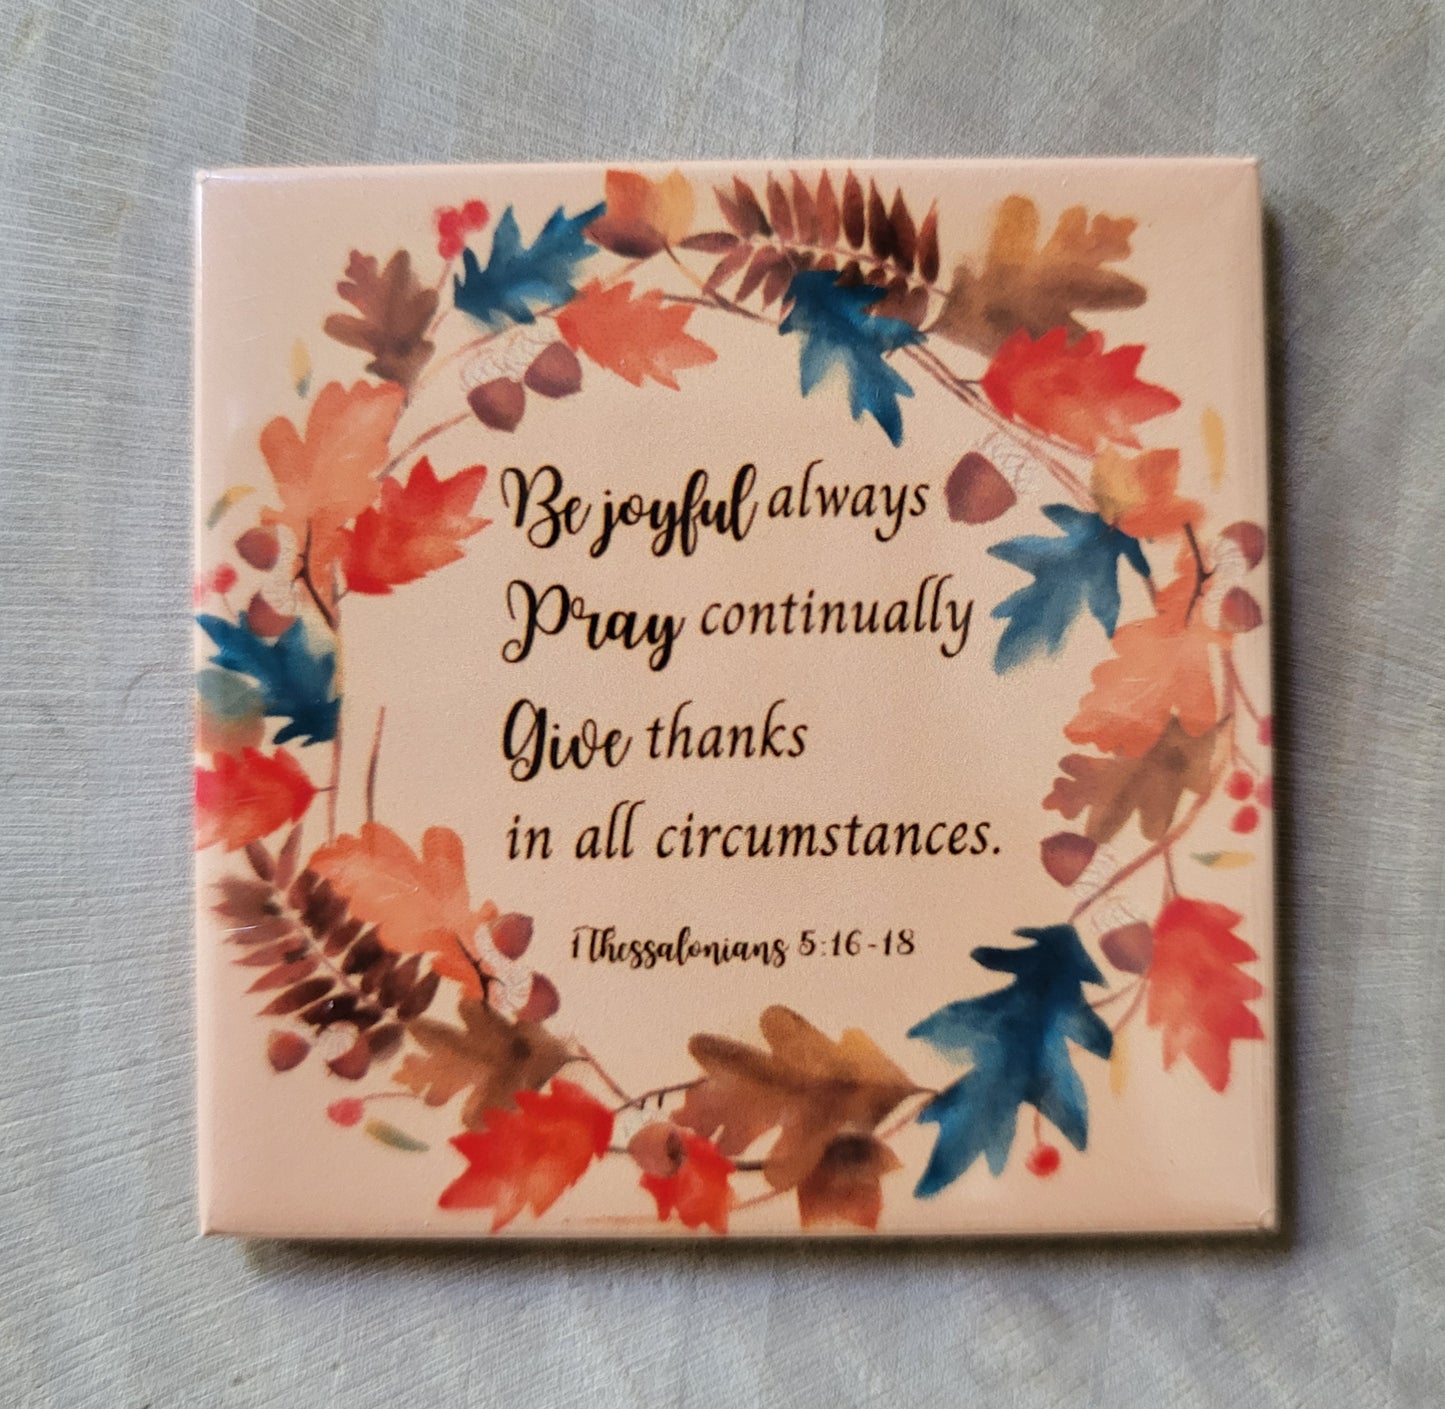 Be joyful always
Pray continually
Give thanks
in all circumstances.
1 Thessalonians 5:16-18